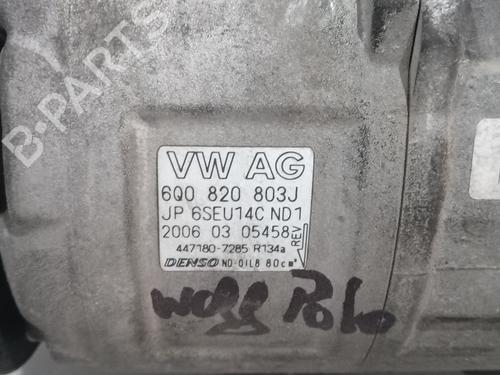 B-PARTS
VW AG
6Q0 820 803J
JP 6SEU14C ND1
2006 03 05458
REV
447180-7285 R134a
DENSO ND-OIL8 80cm³
Polo